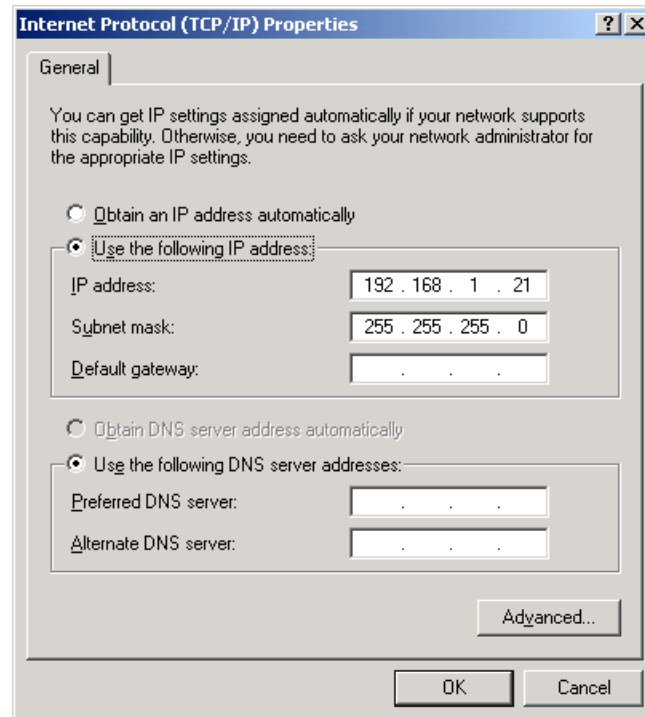 Internet Protocol (TCP/IP) Properties
General
You can get IP settings assigned automatically if your network supports
this capability. Otherwise, you need to ask your network administrator for
the appropriate IP settings.
Obtain an IP address automatically
Use the following IP address:
IP address: 192 . 168 . 1 . 21
Subnet mask: 255 . 255 . 255 . 0
Default gateway: . . .
Obtain DNS server address automatically
Use the following DNS server addresses:
Preferred DNS server: . . .
Alternate DNS server: . . .
Advanced...
OK Cancel